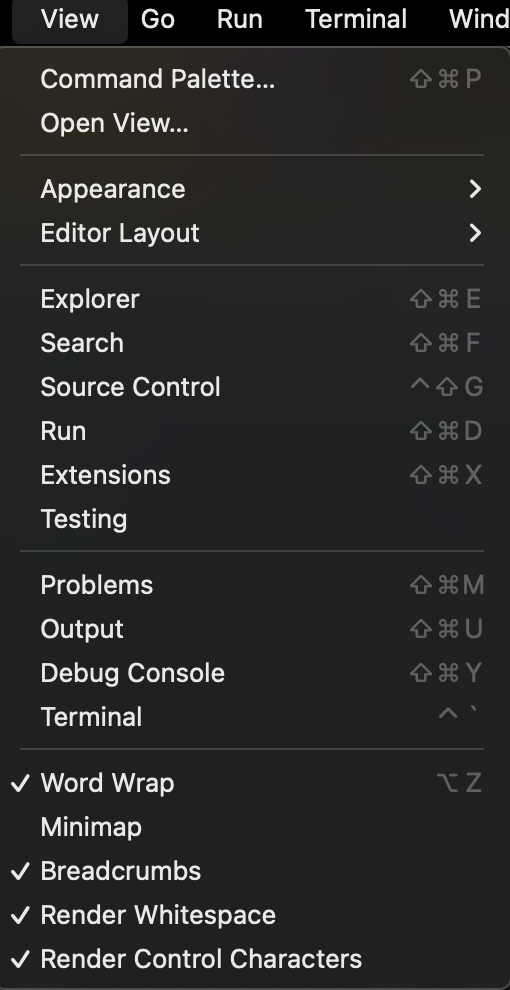 View Go Run Terminal Wind
Command Palette... ⇧⌘P
Open View...
Appearance >
Editor Layout >
Explorer ⇧⌘E
Search ⇧⌘F
Source Control ^⇧G
Run ⇧⌘D
Extensions ⇧⌘X
Testing
Problems ⇧⌘M
Output ⇧⌘U
Debug Console ⇧⌘Y
Terminal ^`
✓ Word Wrap ⌥Z
Minimap
✓ Breadcrumbs
✓ Render Whitespace
✓ Render Control Characters